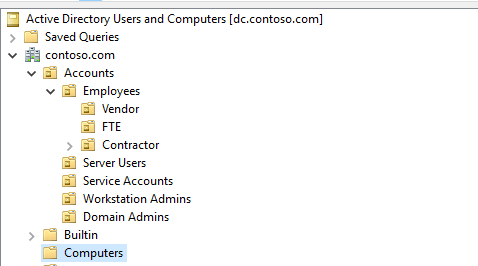 Active Directory Users and Computers [dc.contoso.com]
Saved Queries
contoso.com
Accounts
Employees
Vendor
FTE
Contractor
Server Users
Service Accounts
Workstation Admins
Domain Admins
Builtin
Computers